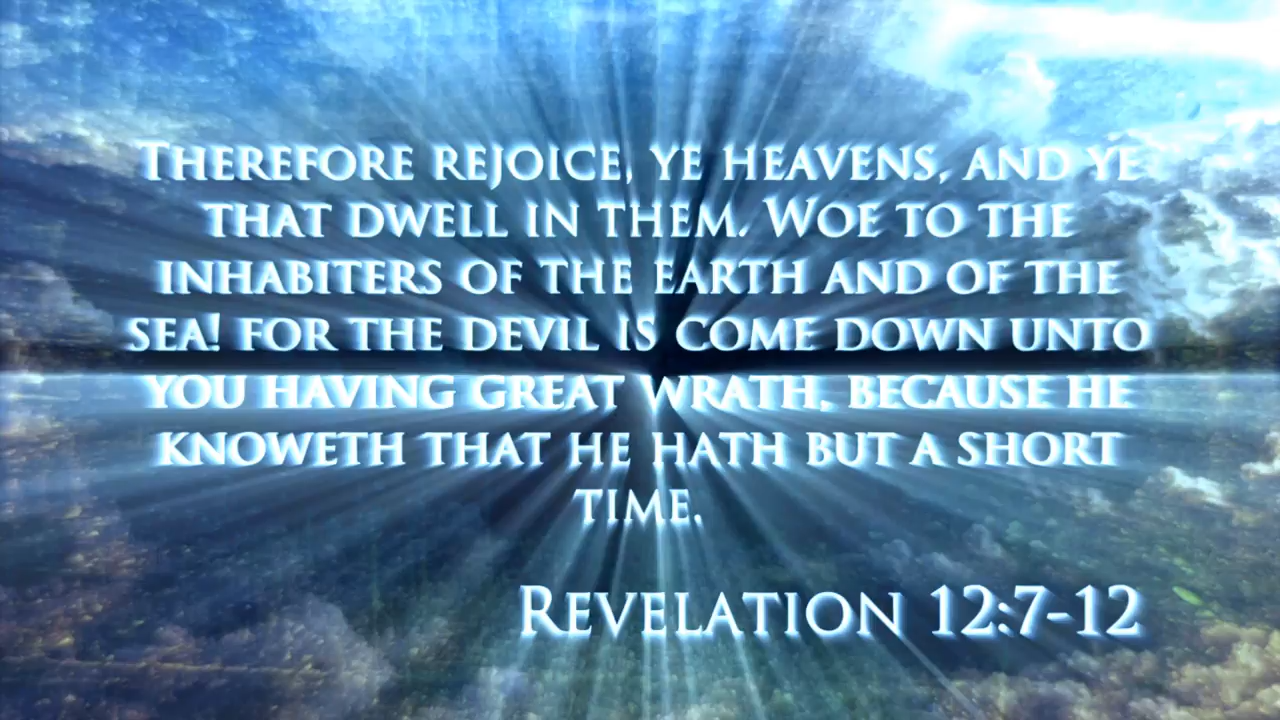 Therefore rejoice, ye heavens, and ye
that dwell in them. Woe to the
inhabiters of the earth and of the
sea! for the devil is come down unto
you having great wrath, because he
knoweth that he hath but a short
time.
Revelation 12:7-12